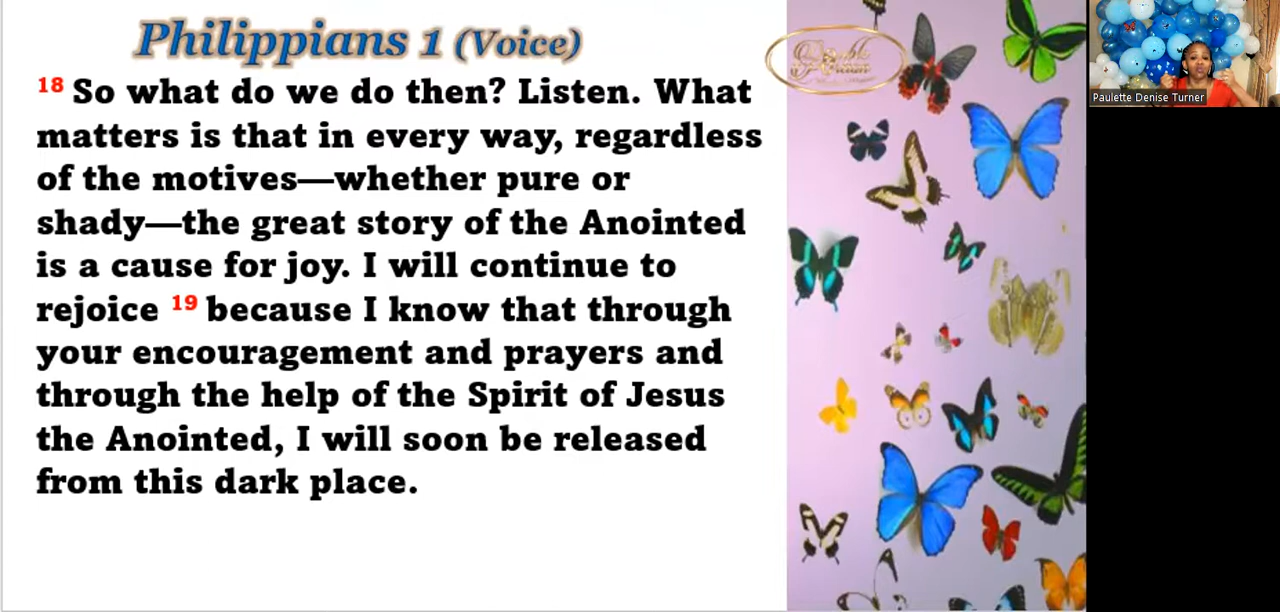 Philippians 1 (Voice)
18 So what do we do then? Listen. What
matters is that in every way, regardless
of the motives—whether pure or
shady—the great story of the Anointed
is a cause for joy. I will continue to
rejoice 19 because I know that through
your encouragement and prayers and
through the help of the Spirit of Jesus
the Anointed, I will soon be released
from this dark place.
Paulette Denise Turner